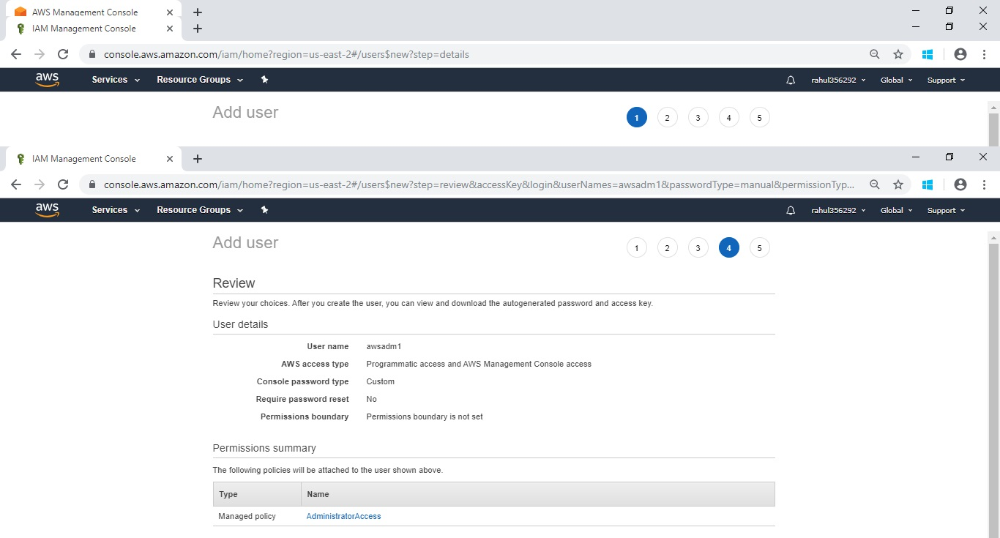 AWS Management Console
IAM Management Console
console.aws.amazon.com/iam/home?region=us-east-2#/users$new?step=details
aws Services Resource Groups rahul356292 Global Support
Add user 1 2 3 4 5
IAM Management Console
console.aws.amazon.com/iam/home?region=us-east-2#/users$new?step=review&accessKey&login&userNames=awsadm1&passwordType=manual&permissionTyp...
aws Services Resource Groups rahul356292 Global Support
Add user 1 2 3 4 5
Review
Review your choices. After you create the user, you can view and download the autogenerated password and access key.
User details
User name awsadm1
AWS access type Programmatic access and AWS Management Console access
Console password type Custom
Require password reset No
Permissions boundary Permissions boundary is not set
Permissions summary
The following policies will be attached to the user shown above.
Type Name
Managed policy AdministratorAccess